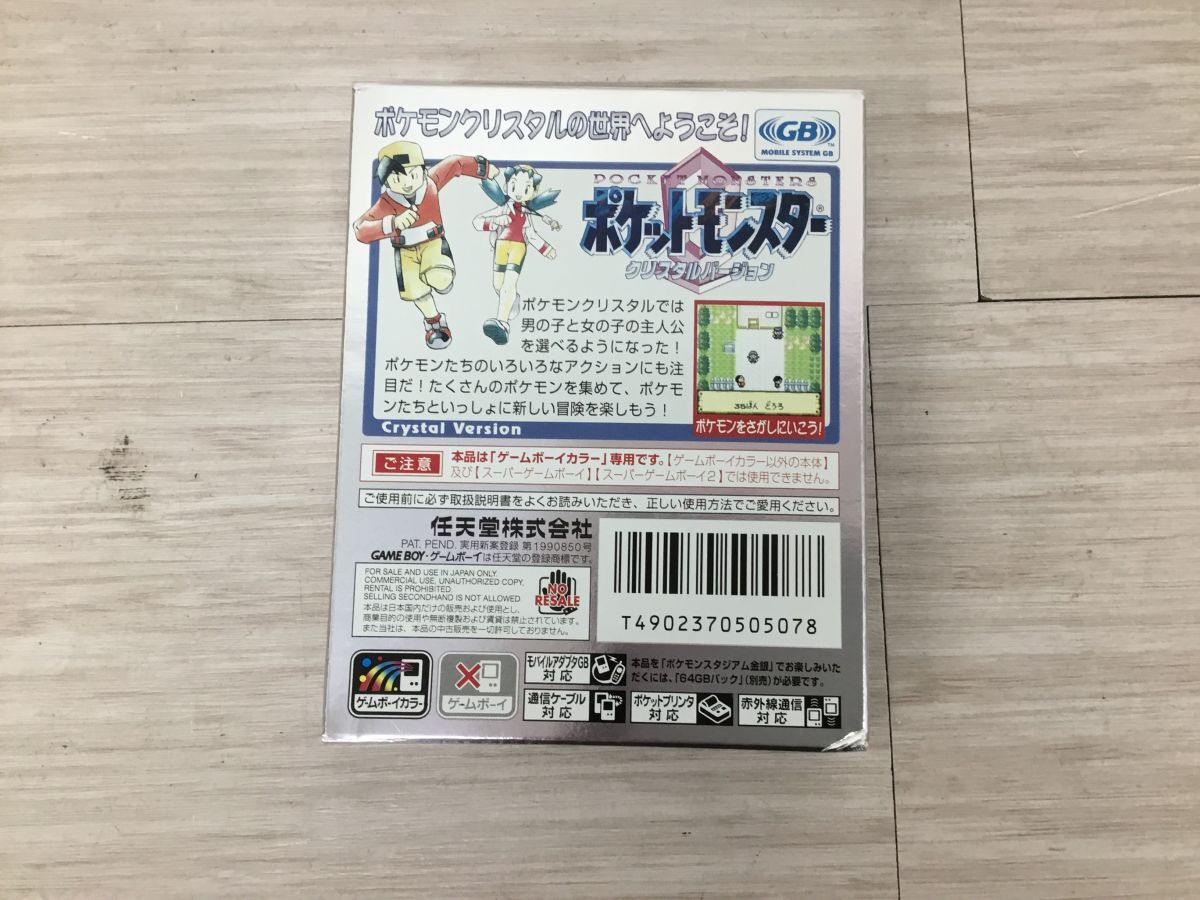 ポケモンクリスタルの世界へようこそ!
GB
MOBILE SYSTEM GB
TM
POCKET MONSTERS
ポケットモンスター®
クリスタルバージョン
ポケモンクリスタルでは
男の子と女の子の主人公
を選べるようになった!
ポケモンたちのいろいろなアクションにも注
目だ!たくさんのポケモンを集めて、ポケモ
ンたちといっしょに新しい冒険を楽しもう!
Crystal Version
ポケモンをさがしにいこう!
ご注意
本品は「ゲームボーイカラー」専用です。【ゲームボーイカラー以外の本体】
及び【スーパーゲームボーイ】【スーパーゲームボーイ2】では使用できません。
ご使用前に必ず取扱説明書をよくお読みいただき、正しい使用方法でご愛用ください。
任天堂株式会社
PAT. PEND. 実用新案登録 第1990850号
GAME BOY・ゲームボーイは任天堂の登録商標です。
FOR SALE AND USE IN JAPAN ONLY
COMMERCIAL USE, UNAUTHORIZED COPY,
RENTAL IS PROHIBITED.
SELLING SECONDHAND IS NOT ALLOWED.
本品は日本国内だけの販売および使用とし、
商業目的の使用や無断複製および賃貸は禁止されています。
また当社は、本品の中古販売を一切許可しておりません。
NO
RESALE
T4902370505078
ゲームボーイカラー
ゲームボーイ
モバイルアダプタGB
対応
本品を「ポケモンスタジアム金銀」でお楽しみいた
だくには、「64GBパック」(別売)が必要です。
通信ケーブル
対応
ポケットプリンタ
対応
赤外線通信
対応